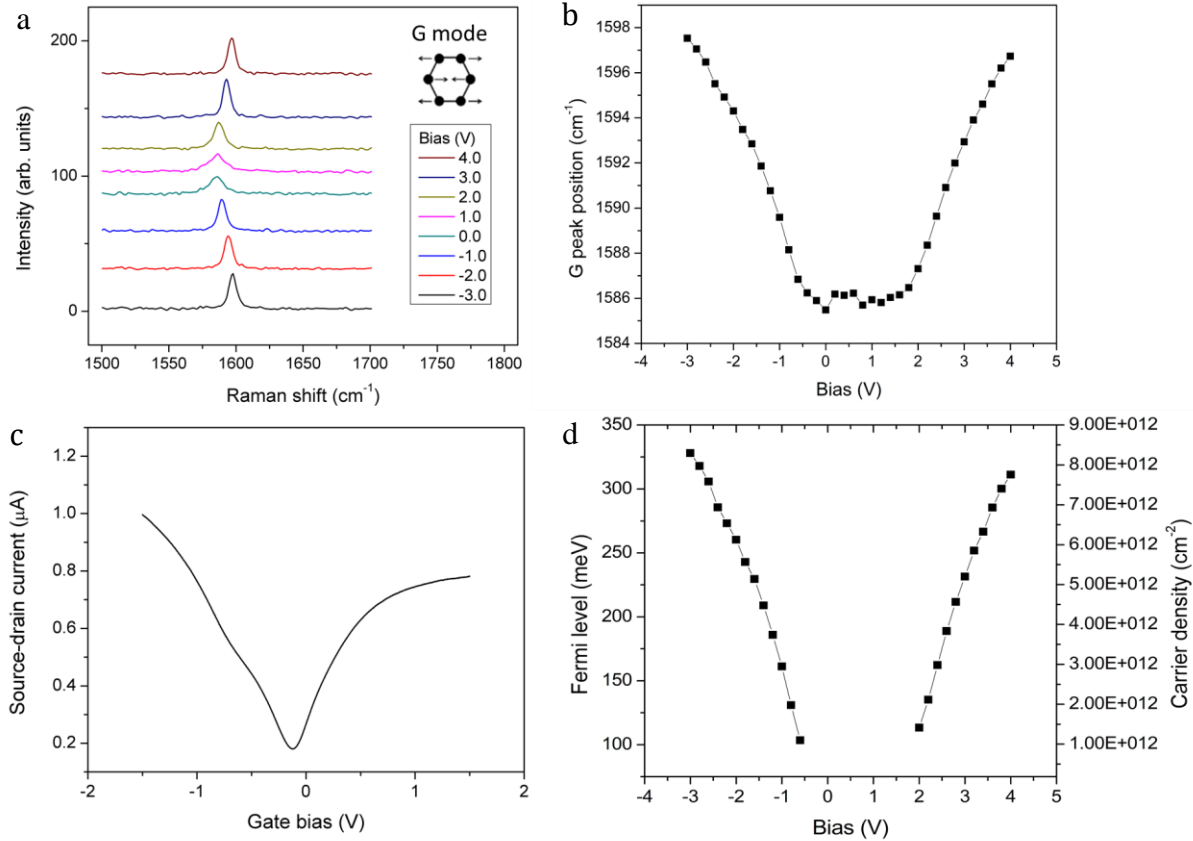 a
G mode
Bias (V)
4.0
3.0
2.0
1.0
0.0
-1.0
-2.0
-3.0
200
100
0
Intensity (arb. units)
1500 1550 1600 1650 1700 1750 1800
Raman shift (cm-1)
b
1598
1596
1594
1592
1590
1588
1586
1584
G peak position (cm-1)
-4 -3 -2 -1 0 1 2 3 4 5
Bias (V)
c
1.2
1.0
0.8
0.6
0.4
0.2
Source-drain current (μA)
-2 -1 0 1 2
Gate bias (V)
d
350
300
250
200
150
100
Fermi level (meV)
9.00E+012
8.00E+012
7.00E+012
6.00E+012
5.00E+012
4.00E+012
3.00E+012
2.00E+012
1.00E+012
Carrier density (cm-2)
-4 -3 -2 -1 0 1 2 3 4 5
Bias (V)